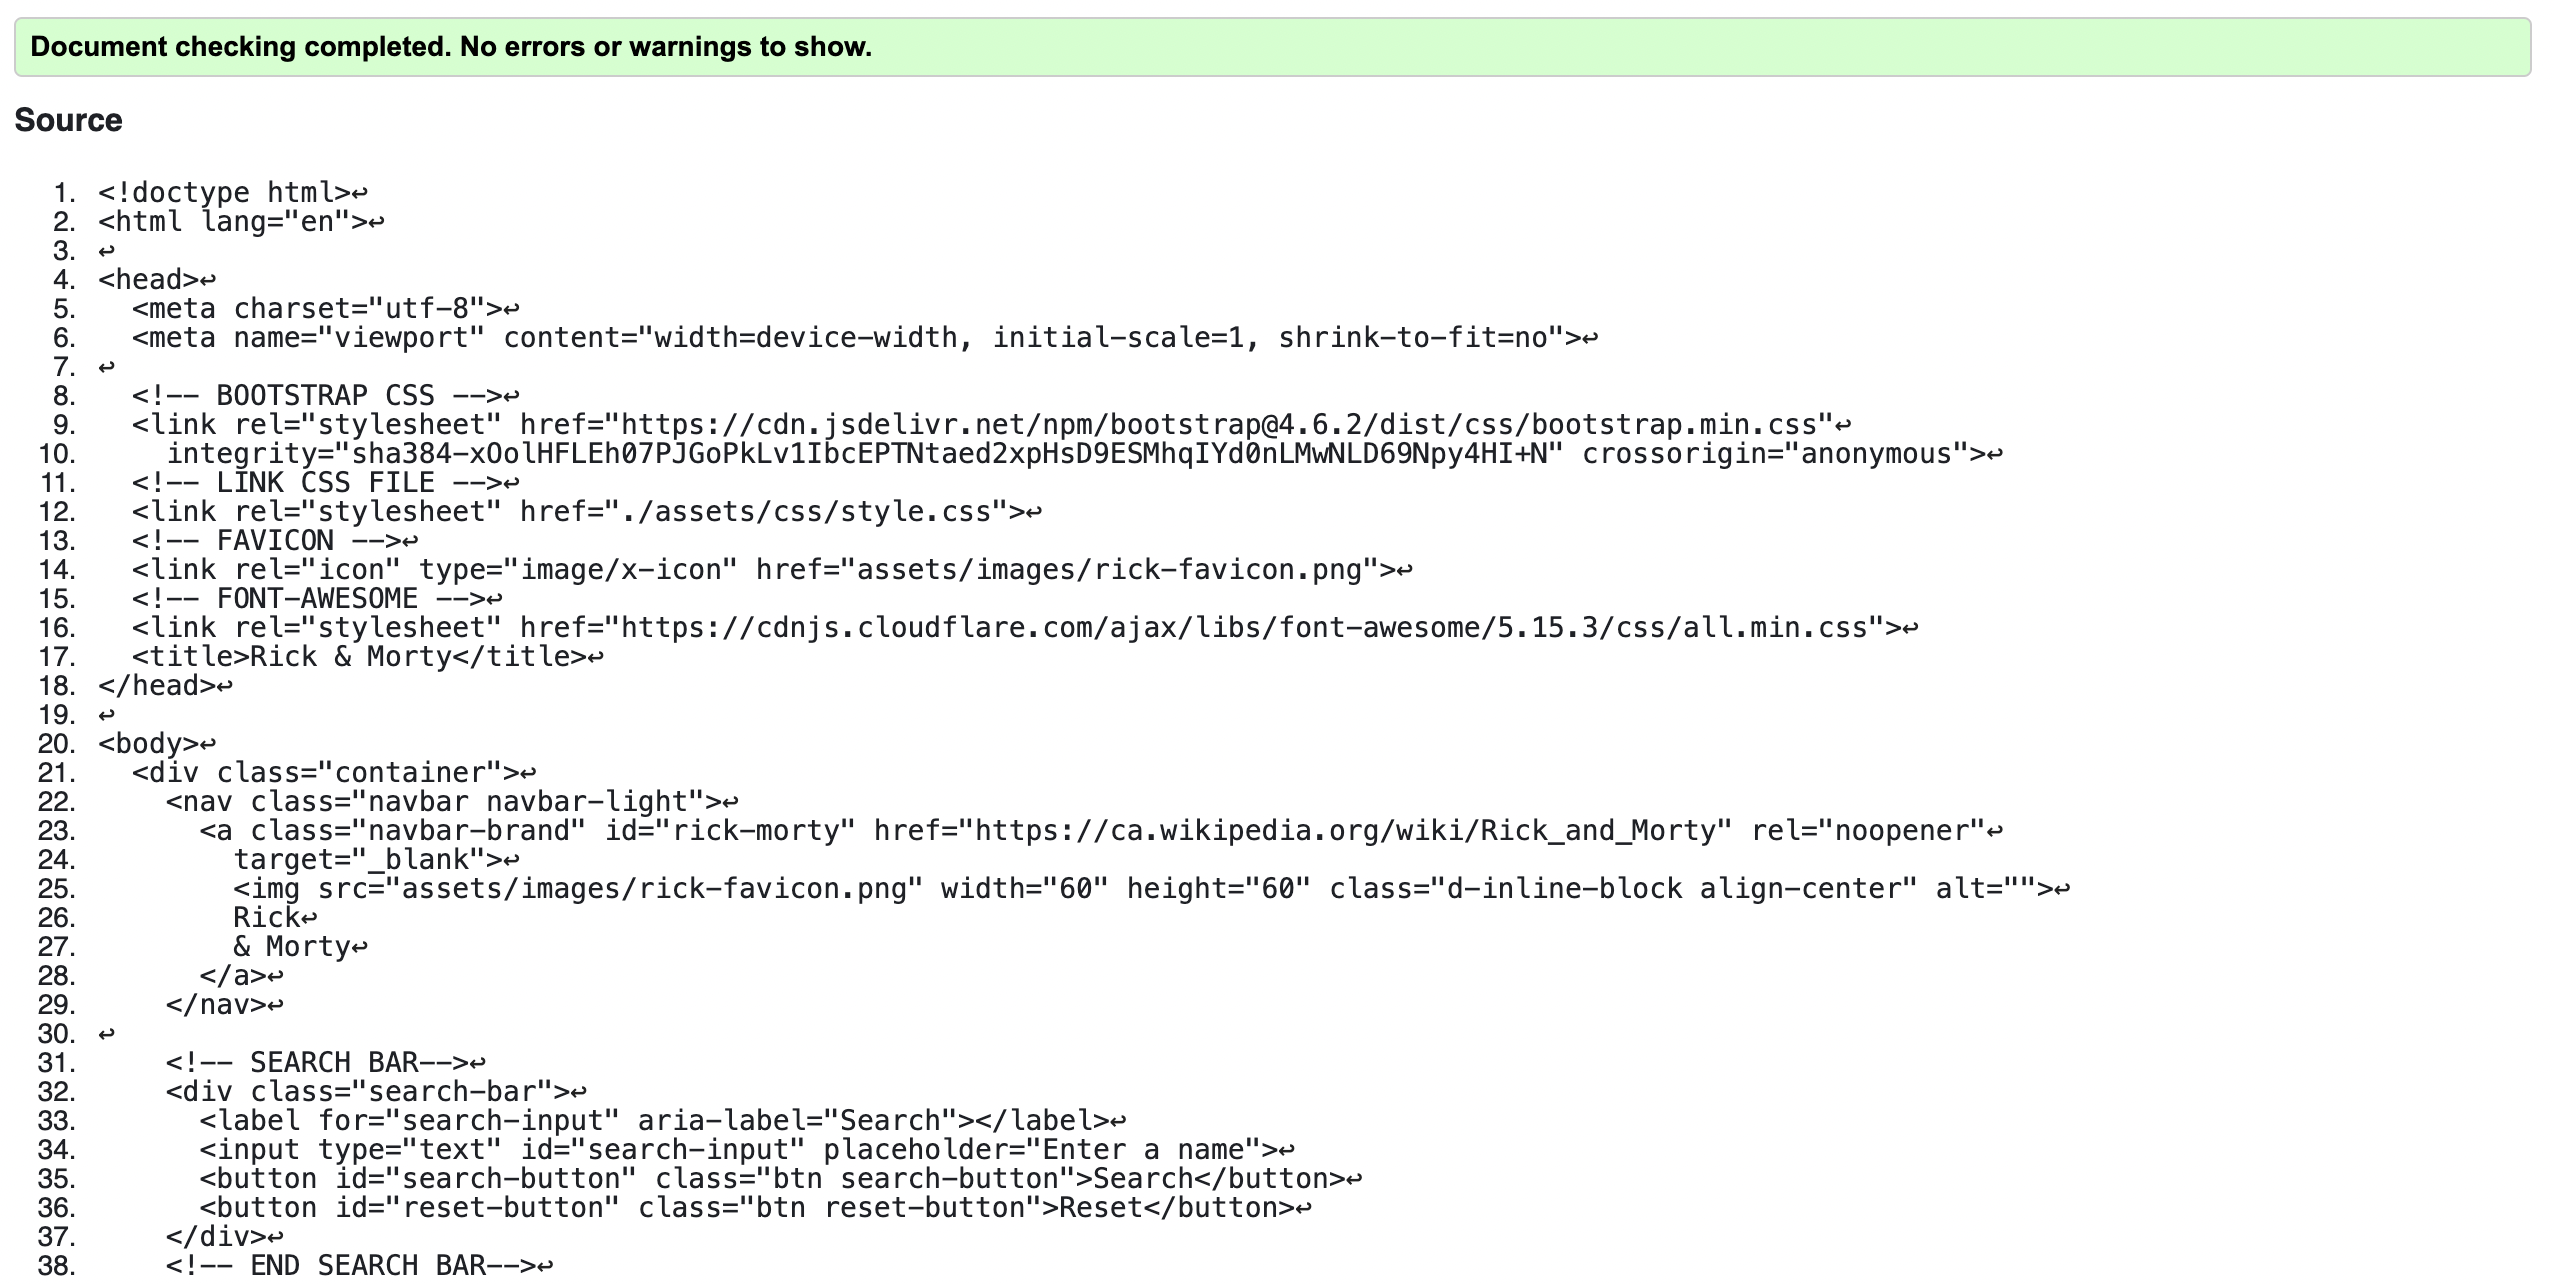 Document checking completed. No errors or warnings to show.
Source
1. <!doctype html>↩
2. <html lang="en">↩
3. ↩
4. <head>↩
5.   <meta charset="utf-8">↩
6.   <meta name="viewport" content="width=device-width, initial-scale=1, shrink-to-fit=no">↩
7. ↩
8.   <!-- BOOTSTRAP CSS -->↩
9.   <link rel="stylesheet" href="https://cdn.jsdelivr.net/npm/bootstrap@4.6.2/dist/css/bootstrap.min.css"↩
10.     integrity="sha384-xOolHFLEh07PJGoPkLv1IbcEPTNtaed2xpHsD9ESMhqIYd0nLMwNLD69Npy4HI+N" crossorigin="anonymous">↩
11.   <!-- LINK CSS FILE -->↩
12.   <link rel="stylesheet" href="./assets/css/style.css">↩
13.   <!-- FAVICON -->↩
14.   <link rel="icon" type="image/x-icon" href="assets/images/rick-favicon.png">↩
15.   <!-- FONT-AWESOME -->↩
16.   <link rel="stylesheet" href="https://cdnjs.cloudflare.com/ajax/libs/font-awesome/5.15.3/css/all.min.css">↩
17.   <title>Rick & Morty</title>↩
18. </head>↩
19. ↩
20. <body>↩
21.   <div class="container">↩
22.     <nav class="navbar navbar-light">↩
23.       <a class="navbar-brand" id="rick-morty" href="https://ca.wikipedia.org/wiki/Rick_and_Morty" rel="noopener"↩
24.         target="_blank">↩
25.         <img src="assets/images/rick-favicon.png" width="60" height="60" class="d-inline-block align-center" alt="">↩
26.         Rick↩
27.         & Morty↩
28.       </a>↩
29.     </nav>↩
30. ↩
31.     <!-- SEARCH BAR-->↩
32.     <div class="search-bar">↩
33.       <label for="search-input" aria-label="Search"></label>↩
34.       <input type="text" id="search-input" placeholder="Enter a name">↩
35.       <button id="search-button" class="btn search-button">Search</button>↩
36.       <button id="reset-button" class="btn reset-button">Reset</button>↩
37.     </div>↩
38.     <!-- END SEARCH BAR-->↩